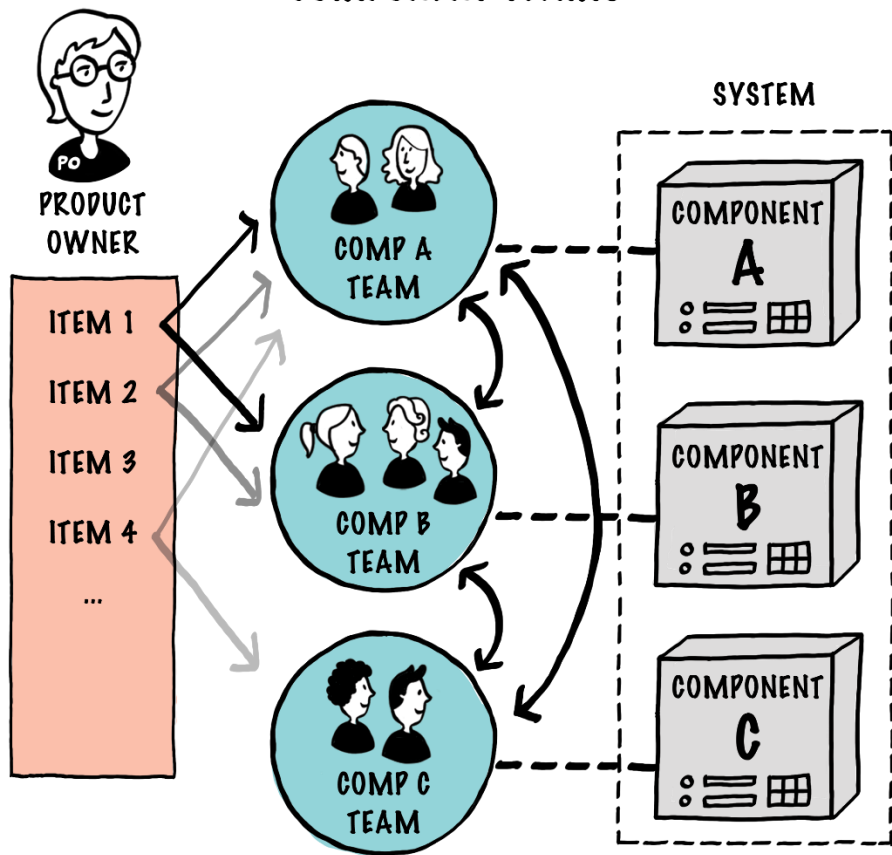 SYSTEM
PO
PRODUCT
OWNER
ITEM 1
ITEM 2
ITEM 3
ITEM 4
...
COMP A
TEAM
COMP B
TEAM
COMP C
TEAM
COMPONENT
A
COMPONENT
B
COMPONENT
C